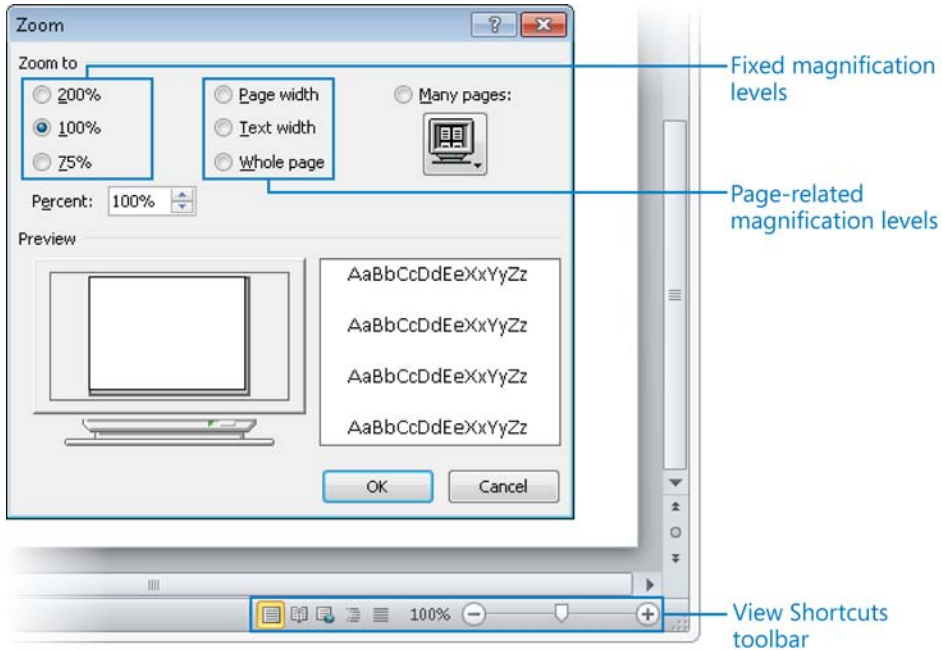 Zoom
Zoom to
200% Page width Many pages:
100% Text width
75% Whole page
Percent: 100%
Preview
AaBbCcDdEeXxYyZz
AaBbCcDdEeXxYyZz
AaBbCcDdEeXxYyZz
AaBbCcDdEeXxYyZz
OK Cancel
100%
Fixed magnification
levels
Page-related
magnification levels
View Shortcuts
toolbar